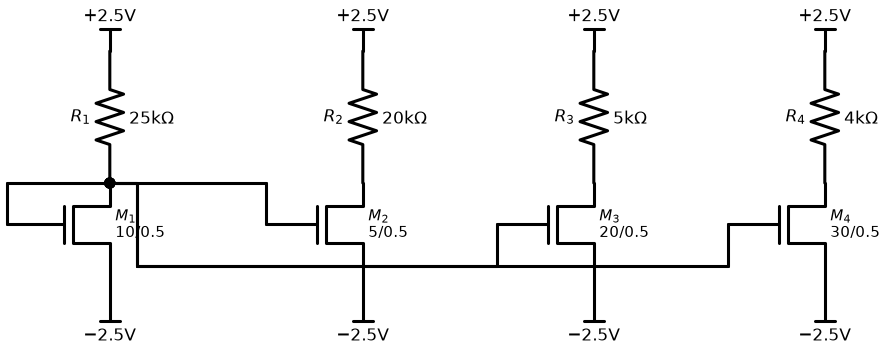 +2.5V +2.5V +2.5V +2.5V
R1 25kΩ R2 20kΩ R3 5kΩ R4 4kΩ
M1 M2 M3 M4
10/0.5 5/0.5 20/0.5 30/0.5
−2.5V −2.5V −2.5V −2.5V